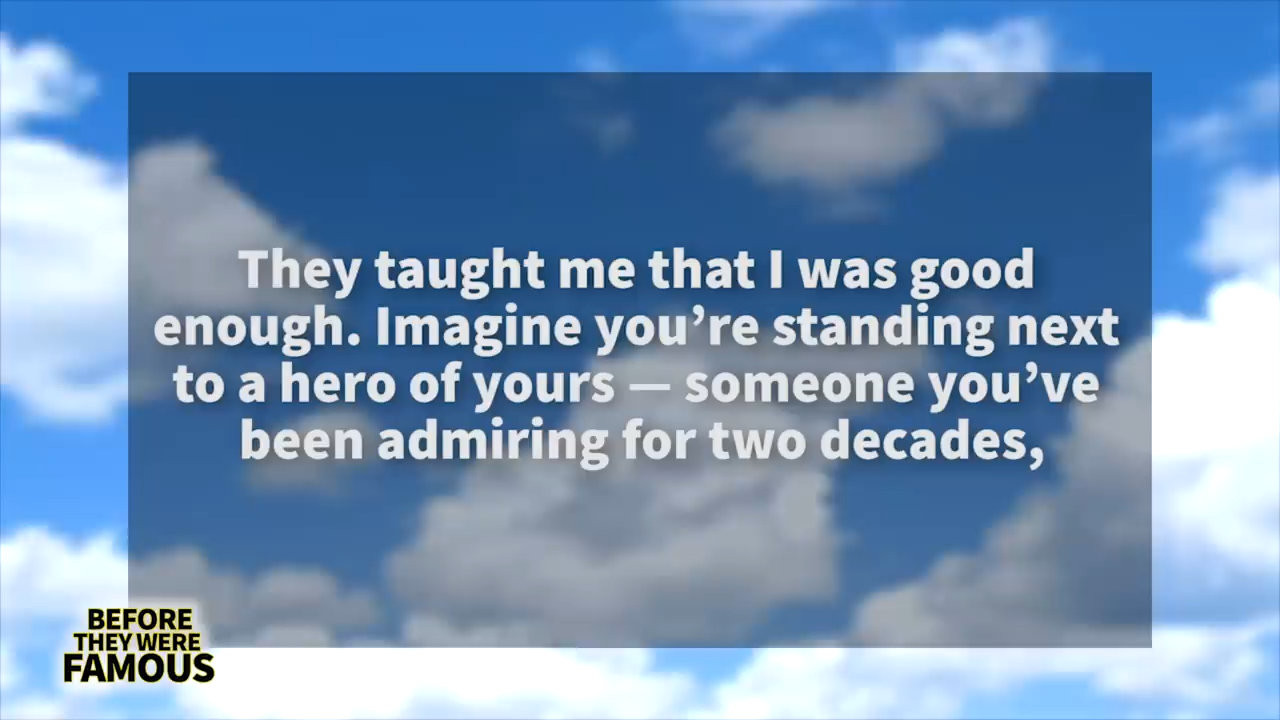 They taught me that I was good
enough. Imagine you’re standing next
to a hero of yours — someone you’ve
been admiring for two decades,
BEFORE
THEY WERE
FAMOUS